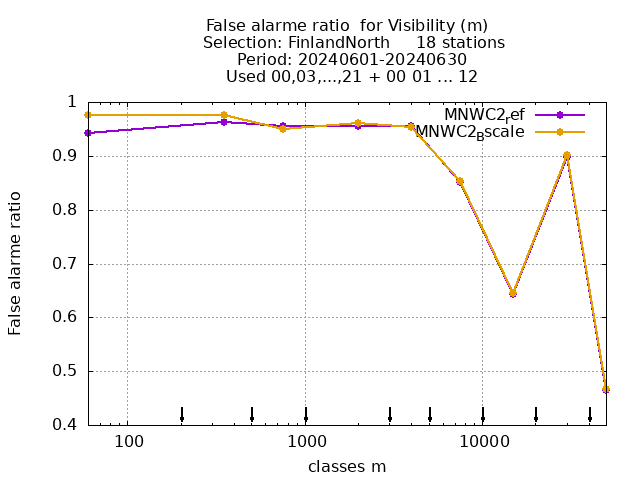 False alarme ratio  for Visibility (m)
Selection: FinlandNorth     18 stations
Period: 20240601-20240630
Used 00,03,...,21 + 00 01 ... 12
MNWC2ref
MNWC2Bscale
1
0.9
0.8
0.7
0.6
0.5
0.4
False alarme ratio
100
1000
10000
classes m